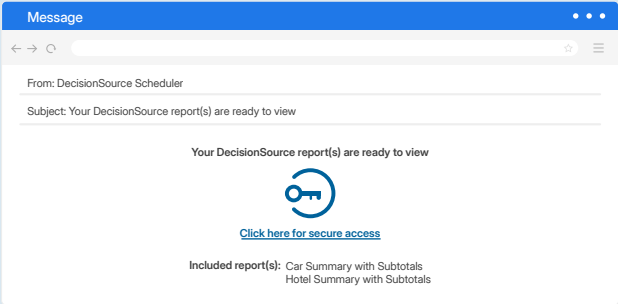 Message
From: DecisionSource Scheduler
Subject: Your DecisionSource report(s) are ready to view
Your DecisionSource report(s) are ready to view
Click here for secure access
Included report(s): Car Summary with Subtotals
Hotel Summary with Subtotals